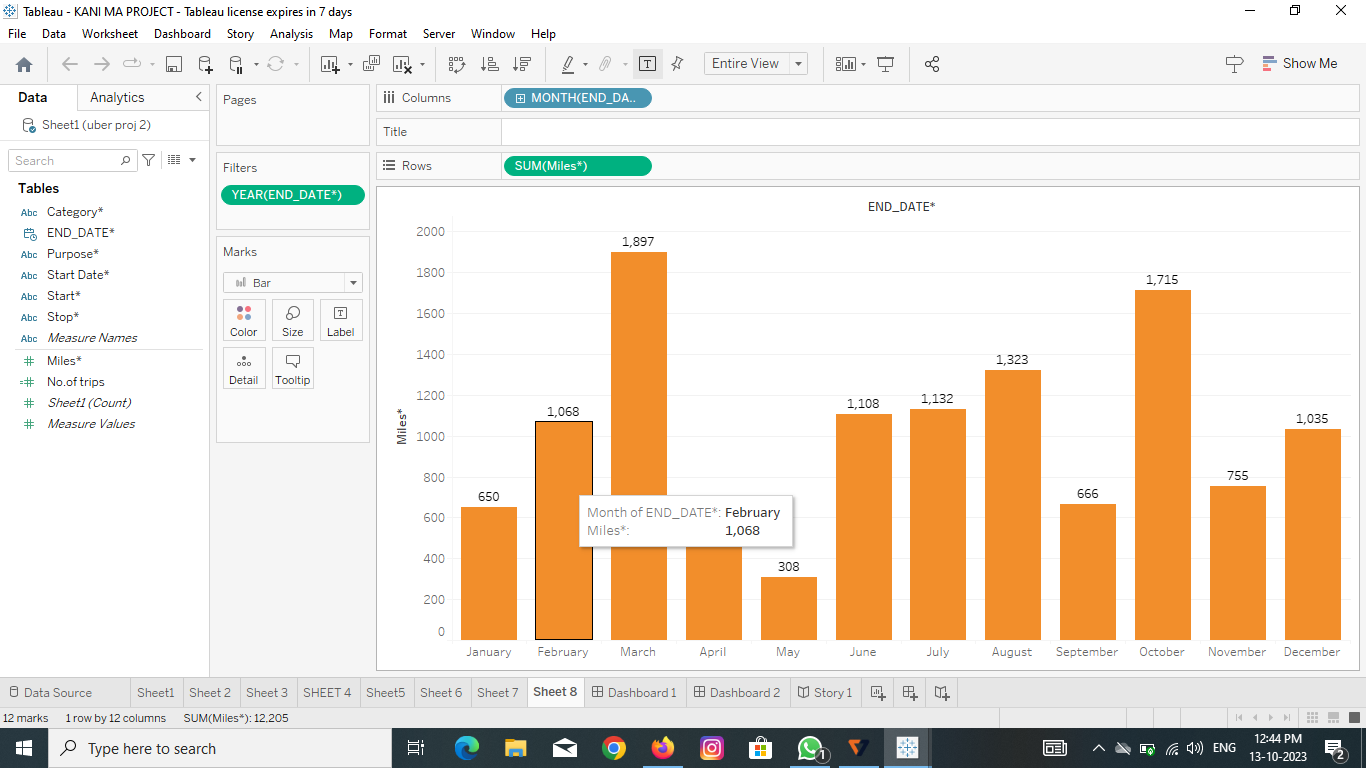 Tableau - KANI MA PROJECT - Tableau license expires in 7 days
File Data Worksheet Dashboard Story Analysis Map Format Server Window Help
Entire View
Show Me
Data Analytics
Sheet1 (uber proj 2)
Search
Tables
Abc Category*
END_DATE*
Abc Purpose*
Abc Start Date*
Abc Start*
Abc Stop*
Abc Measure Names
Miles*
No.of trips
Sheet1 (Count)
Measure Values
Pages
Filters
YEAR(END_DATE*)
Marks
Bar
Color Size Label
Detail Tooltip
Columns MONTH(END_DA..
Title
Rows SUM(Miles*)
END_DATE*
Miles*
2000
1800
1600
1400
1200
1000
800
600
400
200
0
650
1,068
1,897
308
1,108
1,132
1,323
666
1,715
755
1,035
Month of END_DATE*: February
Miles*: 1,068
January February March April May June July August September October November December
Data Source Sheet1 Sheet 2 Sheet 3 SHEET 4 Sheet5 Sheet 6 Sheet 7 Sheet 8 Dashboard 1 Dashboard 2 Story 1
12 marks 1 row by 12 columns SUM(Miles*): 12,205
Type here to search
1
ENG
12:44 PM
13-10-2023
2